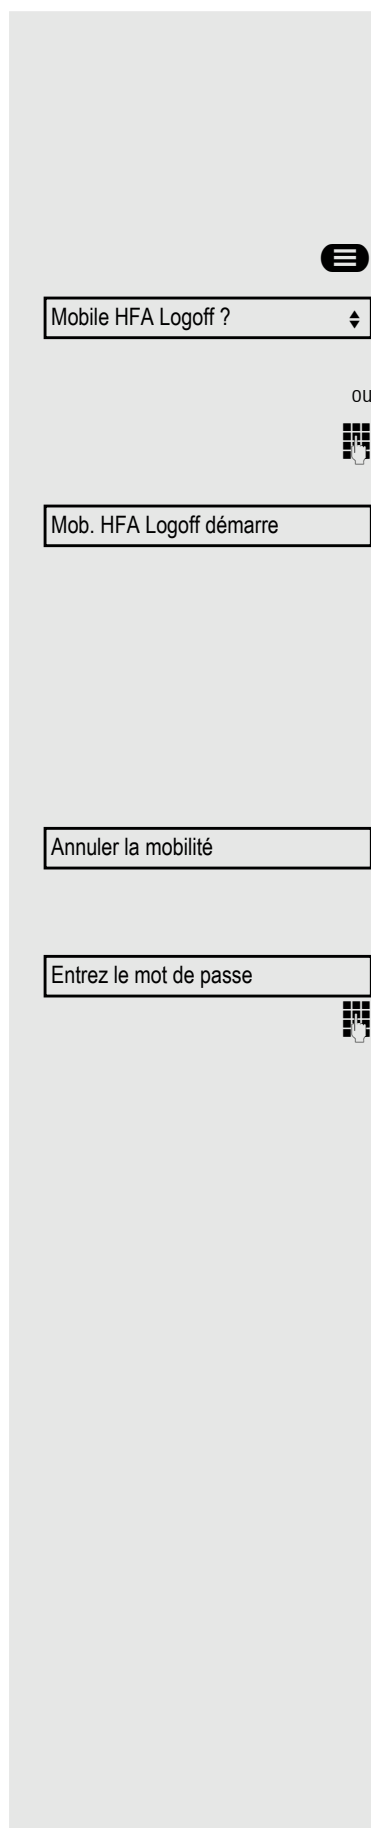 Mobile HFA Logoff ?
ou
Mob. HFA Logoff démarre
Annuler la mobilité
Entrez le mot de passe